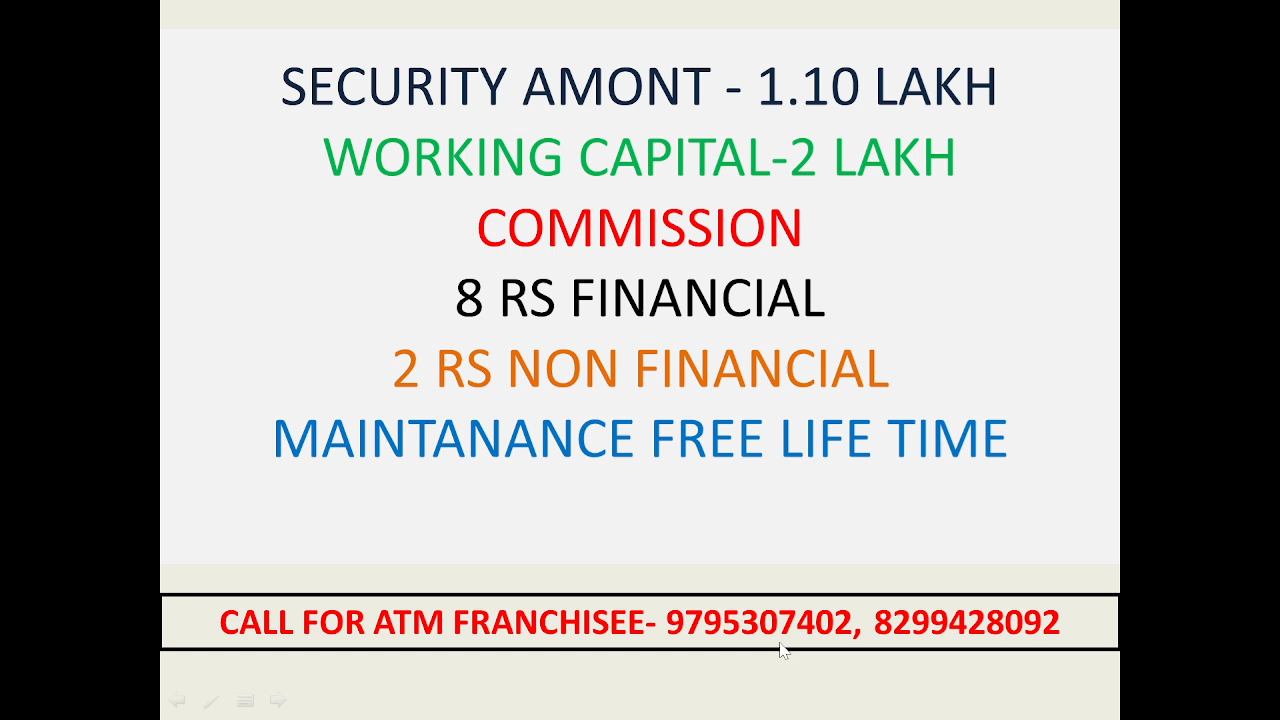 SECURITY AMONT - 1.10 LAKH
WORKING CAPITAL-2 LAKH
COMMISSION
8 RS FINANCIAL
2 RS NON FINANCIAL
MAINTANANCE FREE LIFE TIME
CALL FOR ATM FRANCHISEE- 9795307402, 8299428092